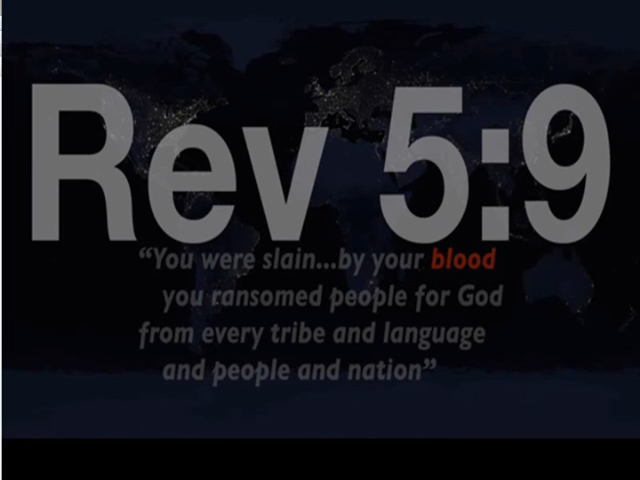 Rev 5:9
“You were slain...by your blood
you ransomed people for God
from every tribe and language
and people and nation”